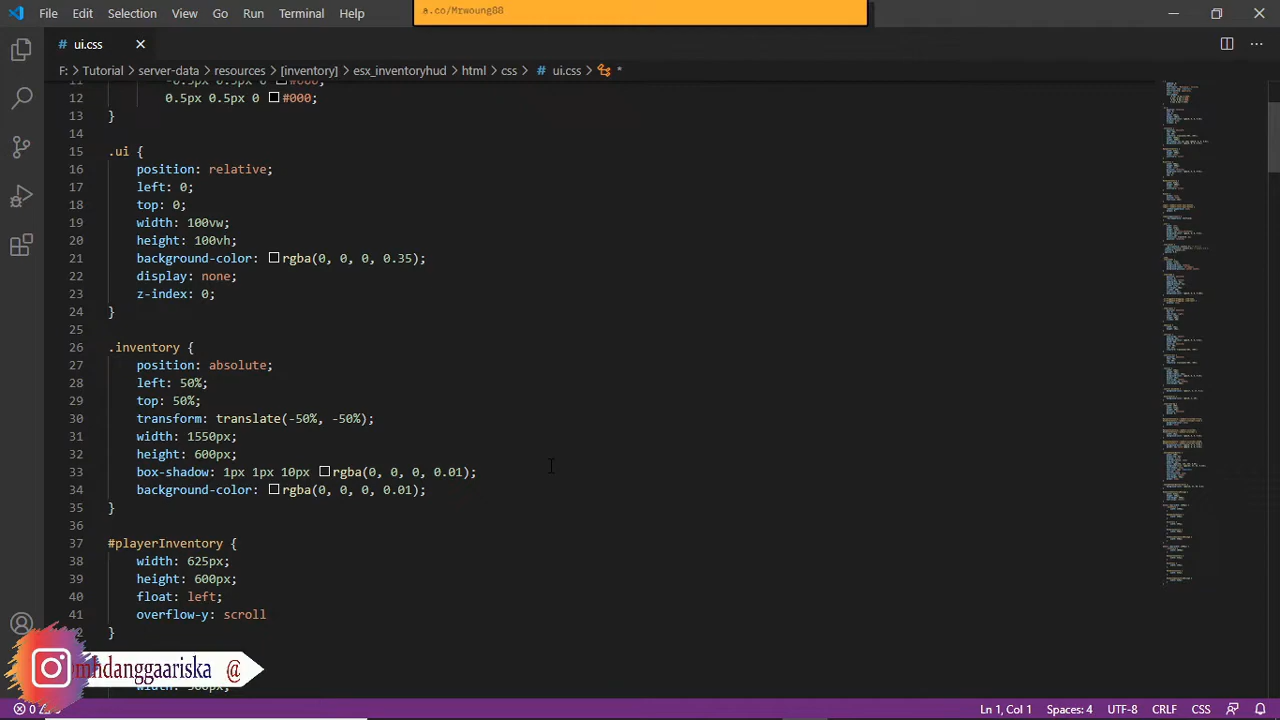 a.co/Mrwoung88
File Edit Selection View Go Run Terminal Help
ui.css
F: Tutorial server-data resources [inventory] esx_inventoryhud html css ui.css
12 0.5px 0.5px 0 #000;
13 }
14
15 .ui {
16 position: relative;
17 left: 0;
18 top: 0;
19 width: 100vw;
20 height: 100vh;
21 background-color: rgba(0, 0, 0, 0.35);
22 display: none;
23 z-index: 0;
24 }
25
26 .inventory {
27 position: absolute;
28 left: 50%;
29 top: 50%;
30 transform: translate(-50%, -50%);
31 width: 1550px;
32 height: 600px;
33 box-shadow: 1px 1px 10px rgba(0, 0, 0, 0.01);
34 background-color: rgba(0, 0, 0, 0.01);
35 }
36
37 #playerInventory {
38 width: 625px;
39 height: 600px;
40 float: left;
41 overflow-y: scroll
}
mhdanggaariska @
Ln 1, Col 1 Spaces: 4 UTF-8 CRLF CSS